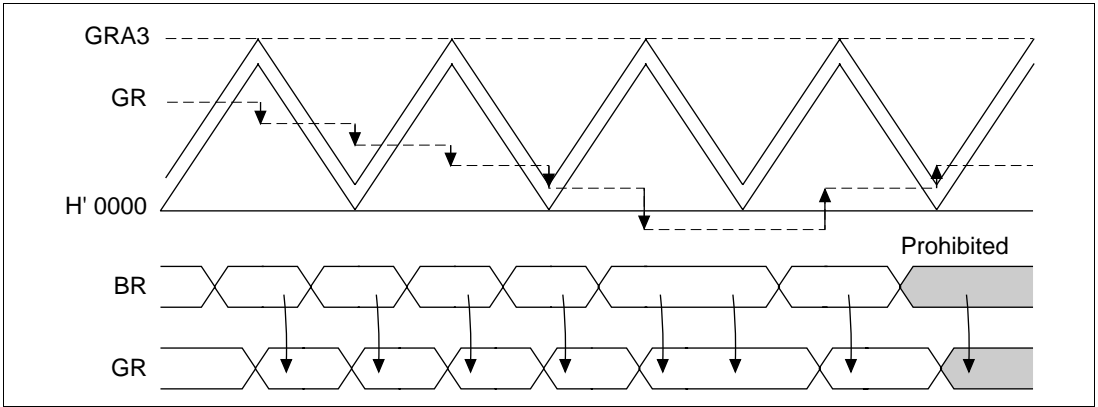 GRA3
GR
H' 0000
Prohibited
BR
GR